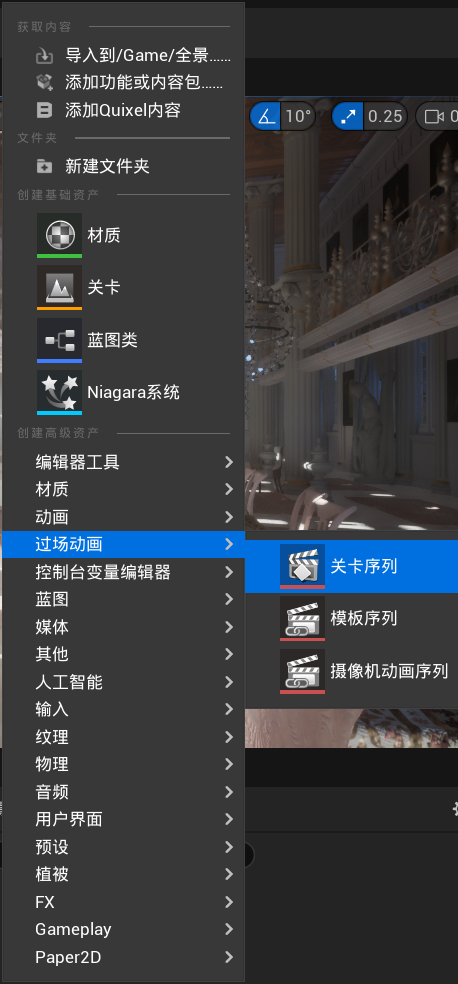 获取内容
导入到/Game/全景......
添加功能或内容包......
添加Quixel内容
文件夹
新建文件夹
创建基础资产
材质
关卡
蓝图类
Niagara系统
创建高级资产
编辑器工具
材质
动画
过场动画
控制台变量编辑器
蓝图
媒体
其他
人工智能
输入
纹理
物理
音频
用户界面
预设
植被
FX
Gameplay
Paper2D
10°
0.25
关卡序列
模板序列
摄像机动画序列